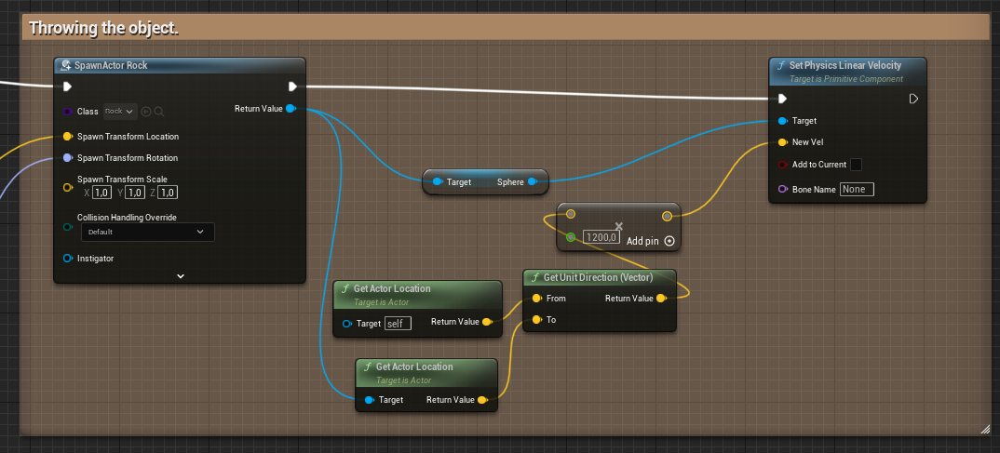 Throwing the object.
SpawnActor Rock
Class Rock
Return Value
Spawn Transform Location
Spawn Transform Rotation
Spawn Transform Scale
X 1,0 Y 1,0 Z 1,0
Collision Handling Override
Default
Instigator
Target Sphere
Set Physics Linear Velocity
Target is Primitive Component
Target
New Vel
Add to Current
Bone Name None
1200,0
Add pin
Get Unit Direction (Vector)
From Return Value
To
Get Actor Location
Target is Actor
Target self Return Value
Get Actor Location
Target is Actor
Target Return Value